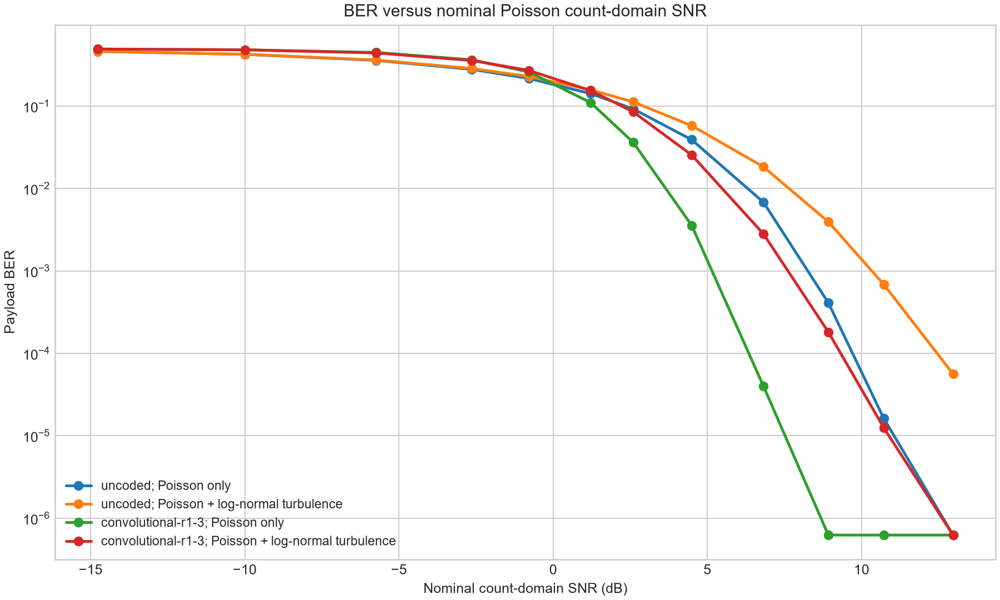 BER versus nominal Poisson count-domain SNR
Payload BER
10⁻¹
10⁻²
10⁻³
10⁻⁴
10⁻⁵
10⁻⁶
uncoded; Poisson only
uncoded; Poisson + log-normal turbulence
convolutional-r1-3; Poisson only
convolutional-r1-3; Poisson + log-normal turbulence
−15 −10 −5 0 5 10
Nominal count-domain SNR (dB)